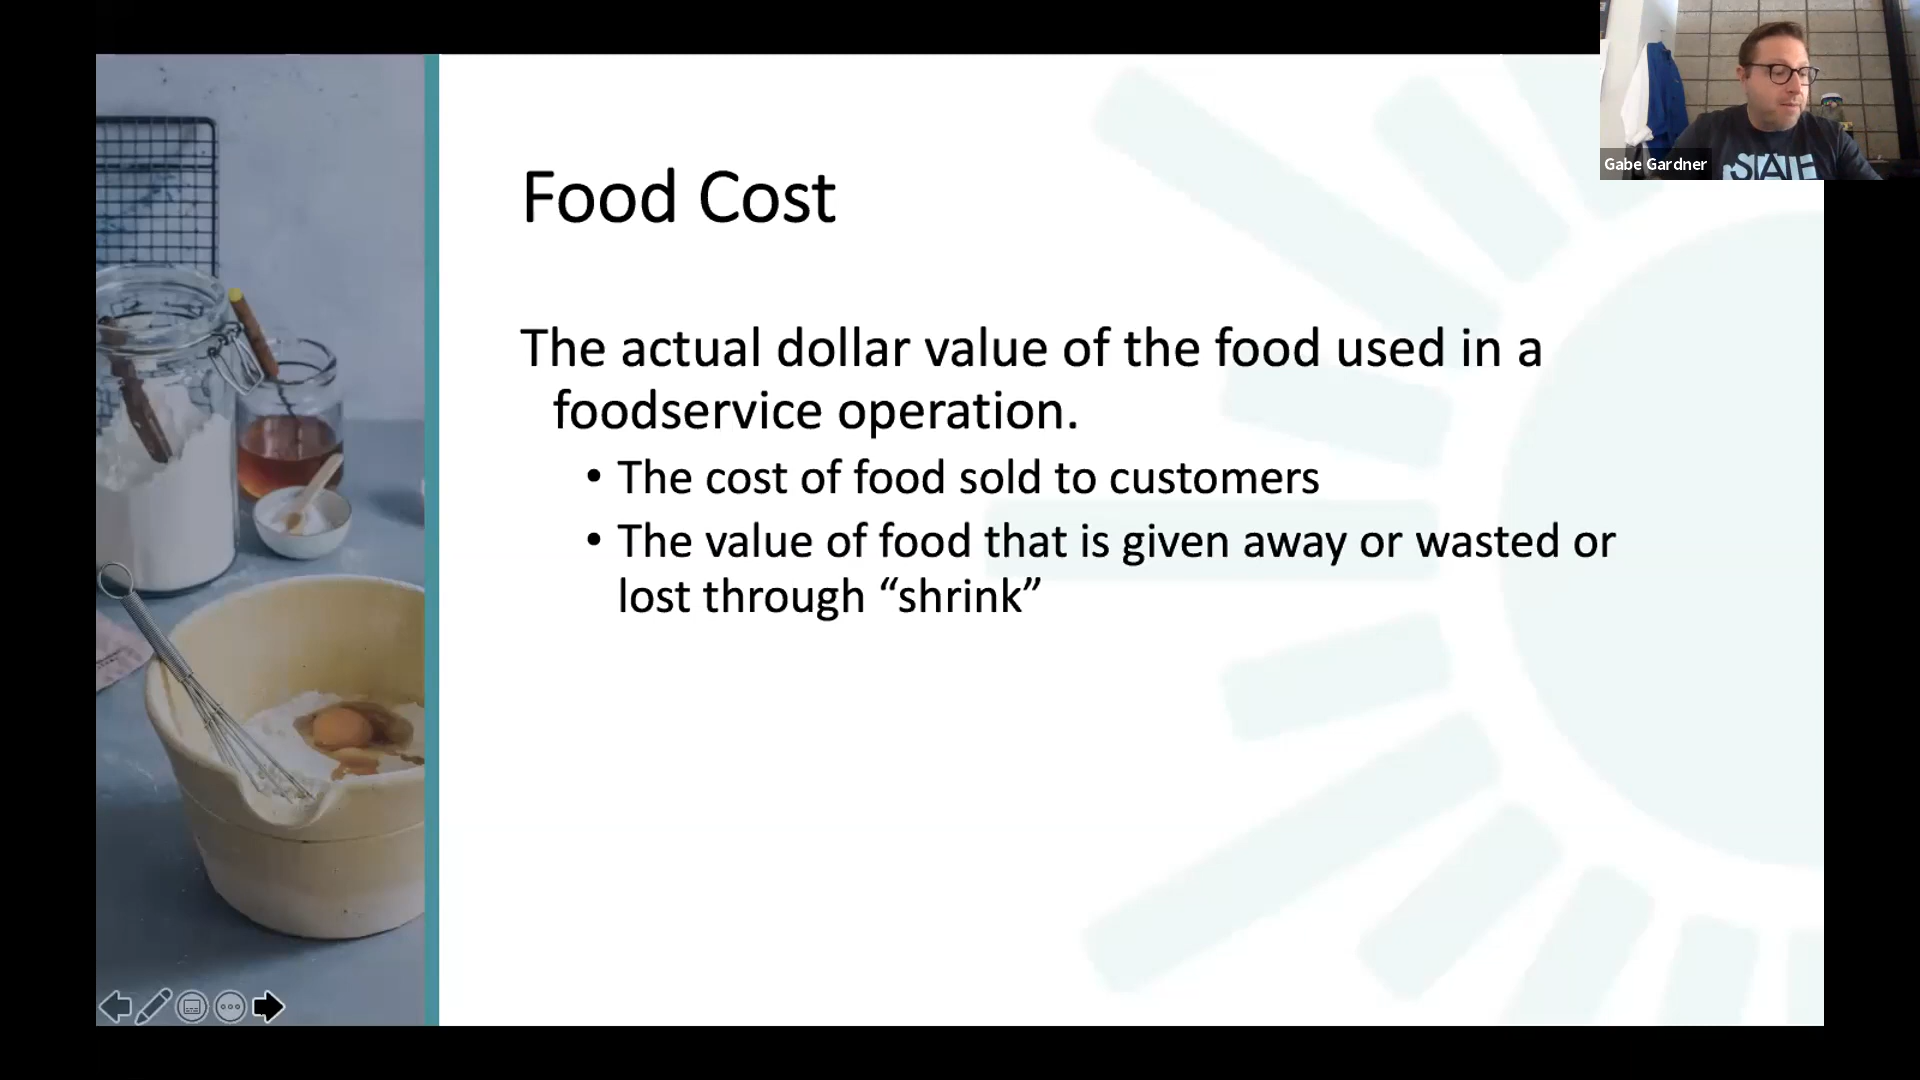 Gabe Gardner
STATE
Food Cost
The actual dollar value of the food used in a
foodservice operation.
• The cost of food sold to customers
• The value of food that is given away or wasted or
lost through “shrink”